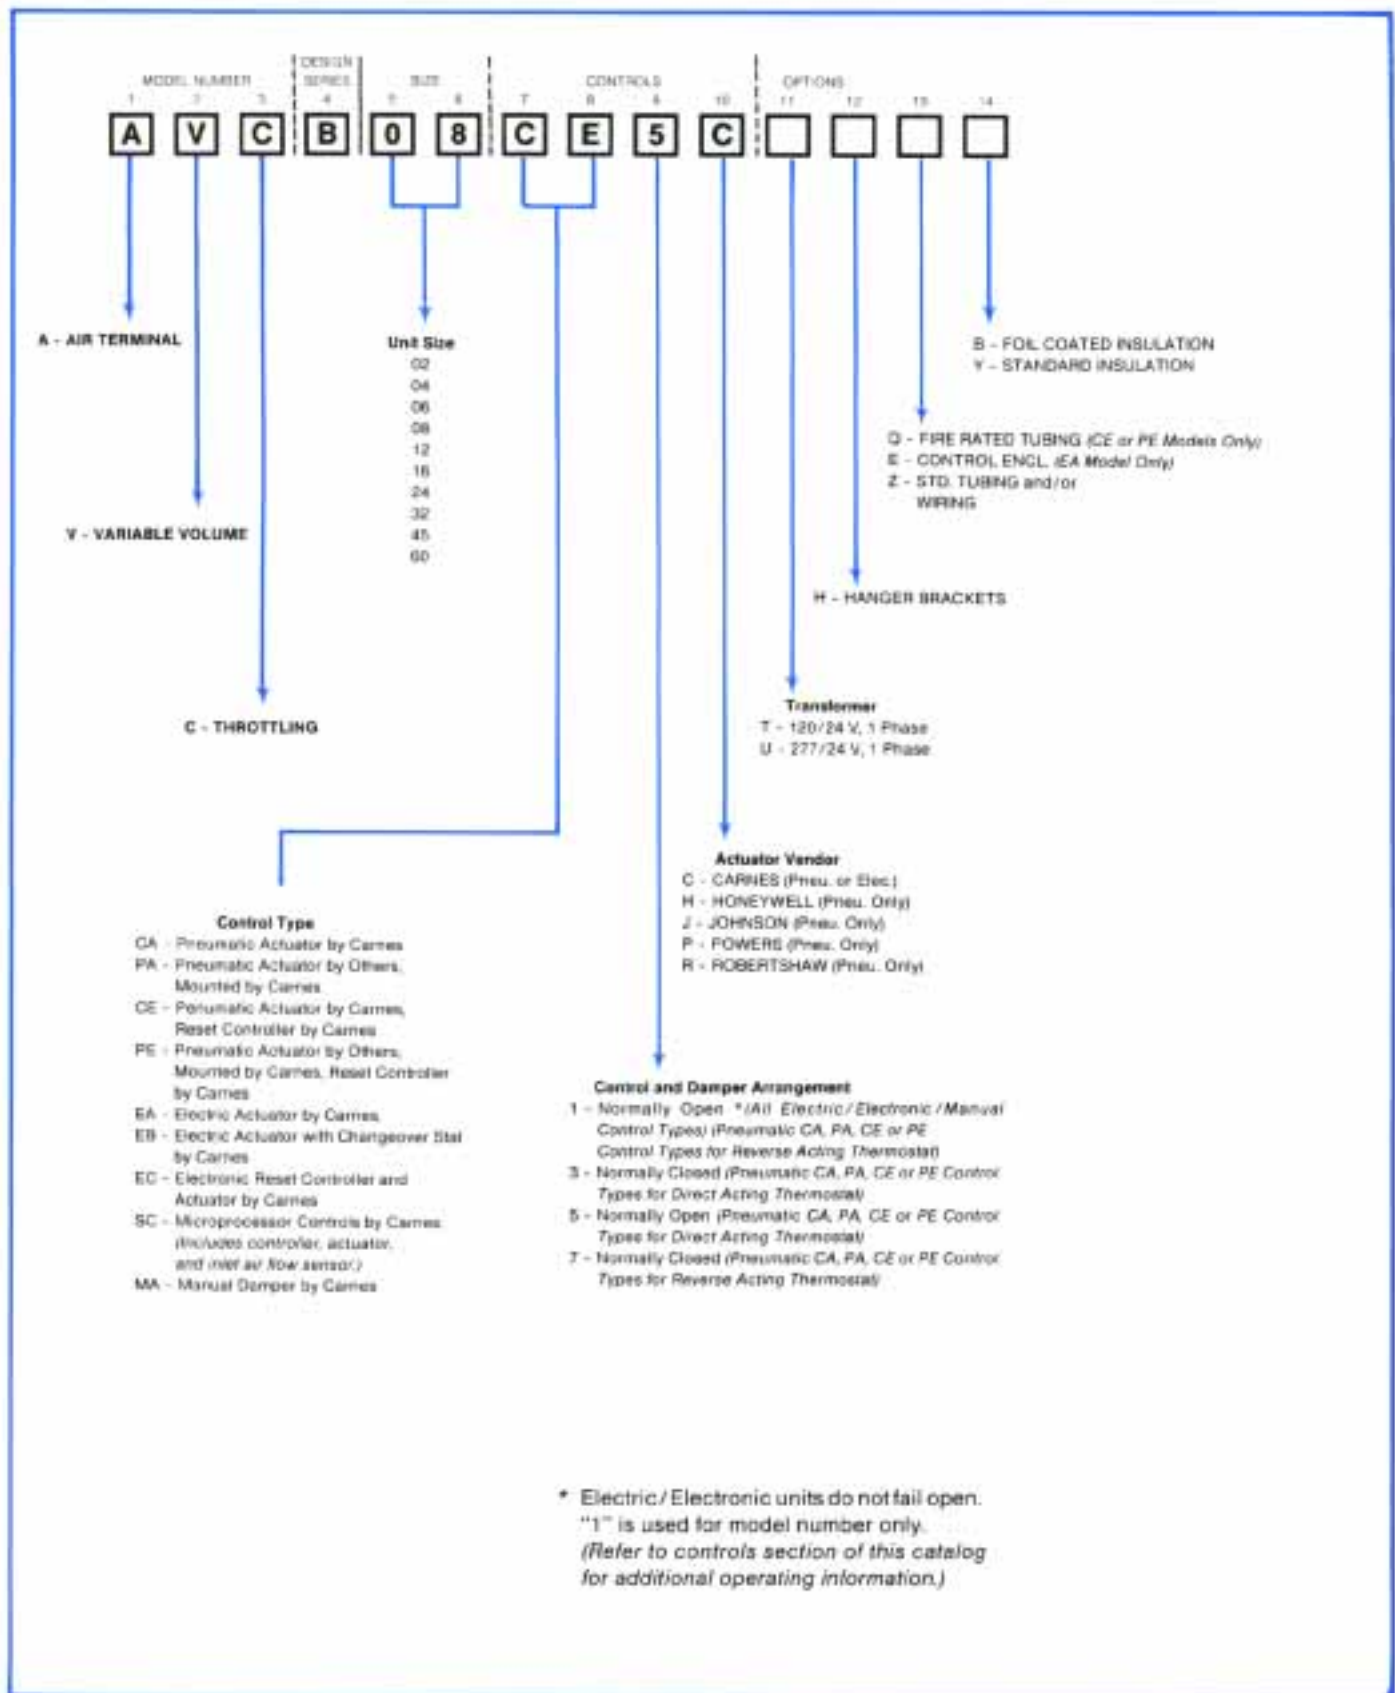 DESIGN
MODEL NUMBER SERIES SIZE CONTROLS OPTIONS
1 2 3 4 5 6 7 8 9 10 11 12 13 14
A V C B 0 8 C E 5 C
A - AIR TERMINAL
V - VARIABLE VOLUME
C - THROTTLING
Unit Size
02
04
06
08
12
16
24
32
45
60
B - FOIL COATED INSULATION
Y - STANDARD INSULATION
Q - FIRE RATED TUBING (CE or PE Models Only)
E - CONTROL ENCL. (EA Model Only)
Z - STD. TUBING and/or
WIRING
H - HANGER BRACKETS
Transformer
T - 120/24 V, 1 Phase
U - 277/24 V, 1 Phase
Actuator Vendor
C - CARNES (Pneu. or Elec.)
H - HONEYWELL (Pneu. Only)
J - JOHNSON (Pneu. Only)
P - POWERS (Pneu. Only)
R - ROBERTSHAW (Pneu. Only)
Control Type
CA - Pneumatic Actuator by Carnes
PA - Pneumatic Actuator by Others,
Mounted by Carnes
CE - Penumatic Actuator by Carnes,
Reset Controller by Carnes
PE - Pneumatic Actuator by Others,
Mounted by Carnes, Reset Controller
by Carnes
EA - Electric Actuator by Carnes
EB - Electric Actuator with Changeover Stat
by Carnes
EC - Electronic Reset Controller and
Actuator by Carnes
SC - Microprocessor Controls by Carnes
(Includes controller, actuator,
and inlet air flow sensor.)
MA - Manual Damper by Carnes
Control and Damper Arrangement
1 - Normally Open *(All Electric/Electronic/Manual
Control Types) (Pneumatic CA, PA, CE or PE
Control Types for Reverse Acting Thermostat)
3 - Normally Closed (Pneumatic CA, PA, CE or PE Control
Types for Direct Acting Thermostat)
5 - Normally Open (Pneumatic CA, PA, CE or PE Control
Types for Direct Acting Thermostat)
7 - Normally Closed (Pneumatic CA, PA, CE or PE Control
Types for Reverse Acting Thermostat)
* Electric/Electronic units do not fail open.
"1" is used for model number only.
(Refer to controls section of this catalog
for additional operating information.)